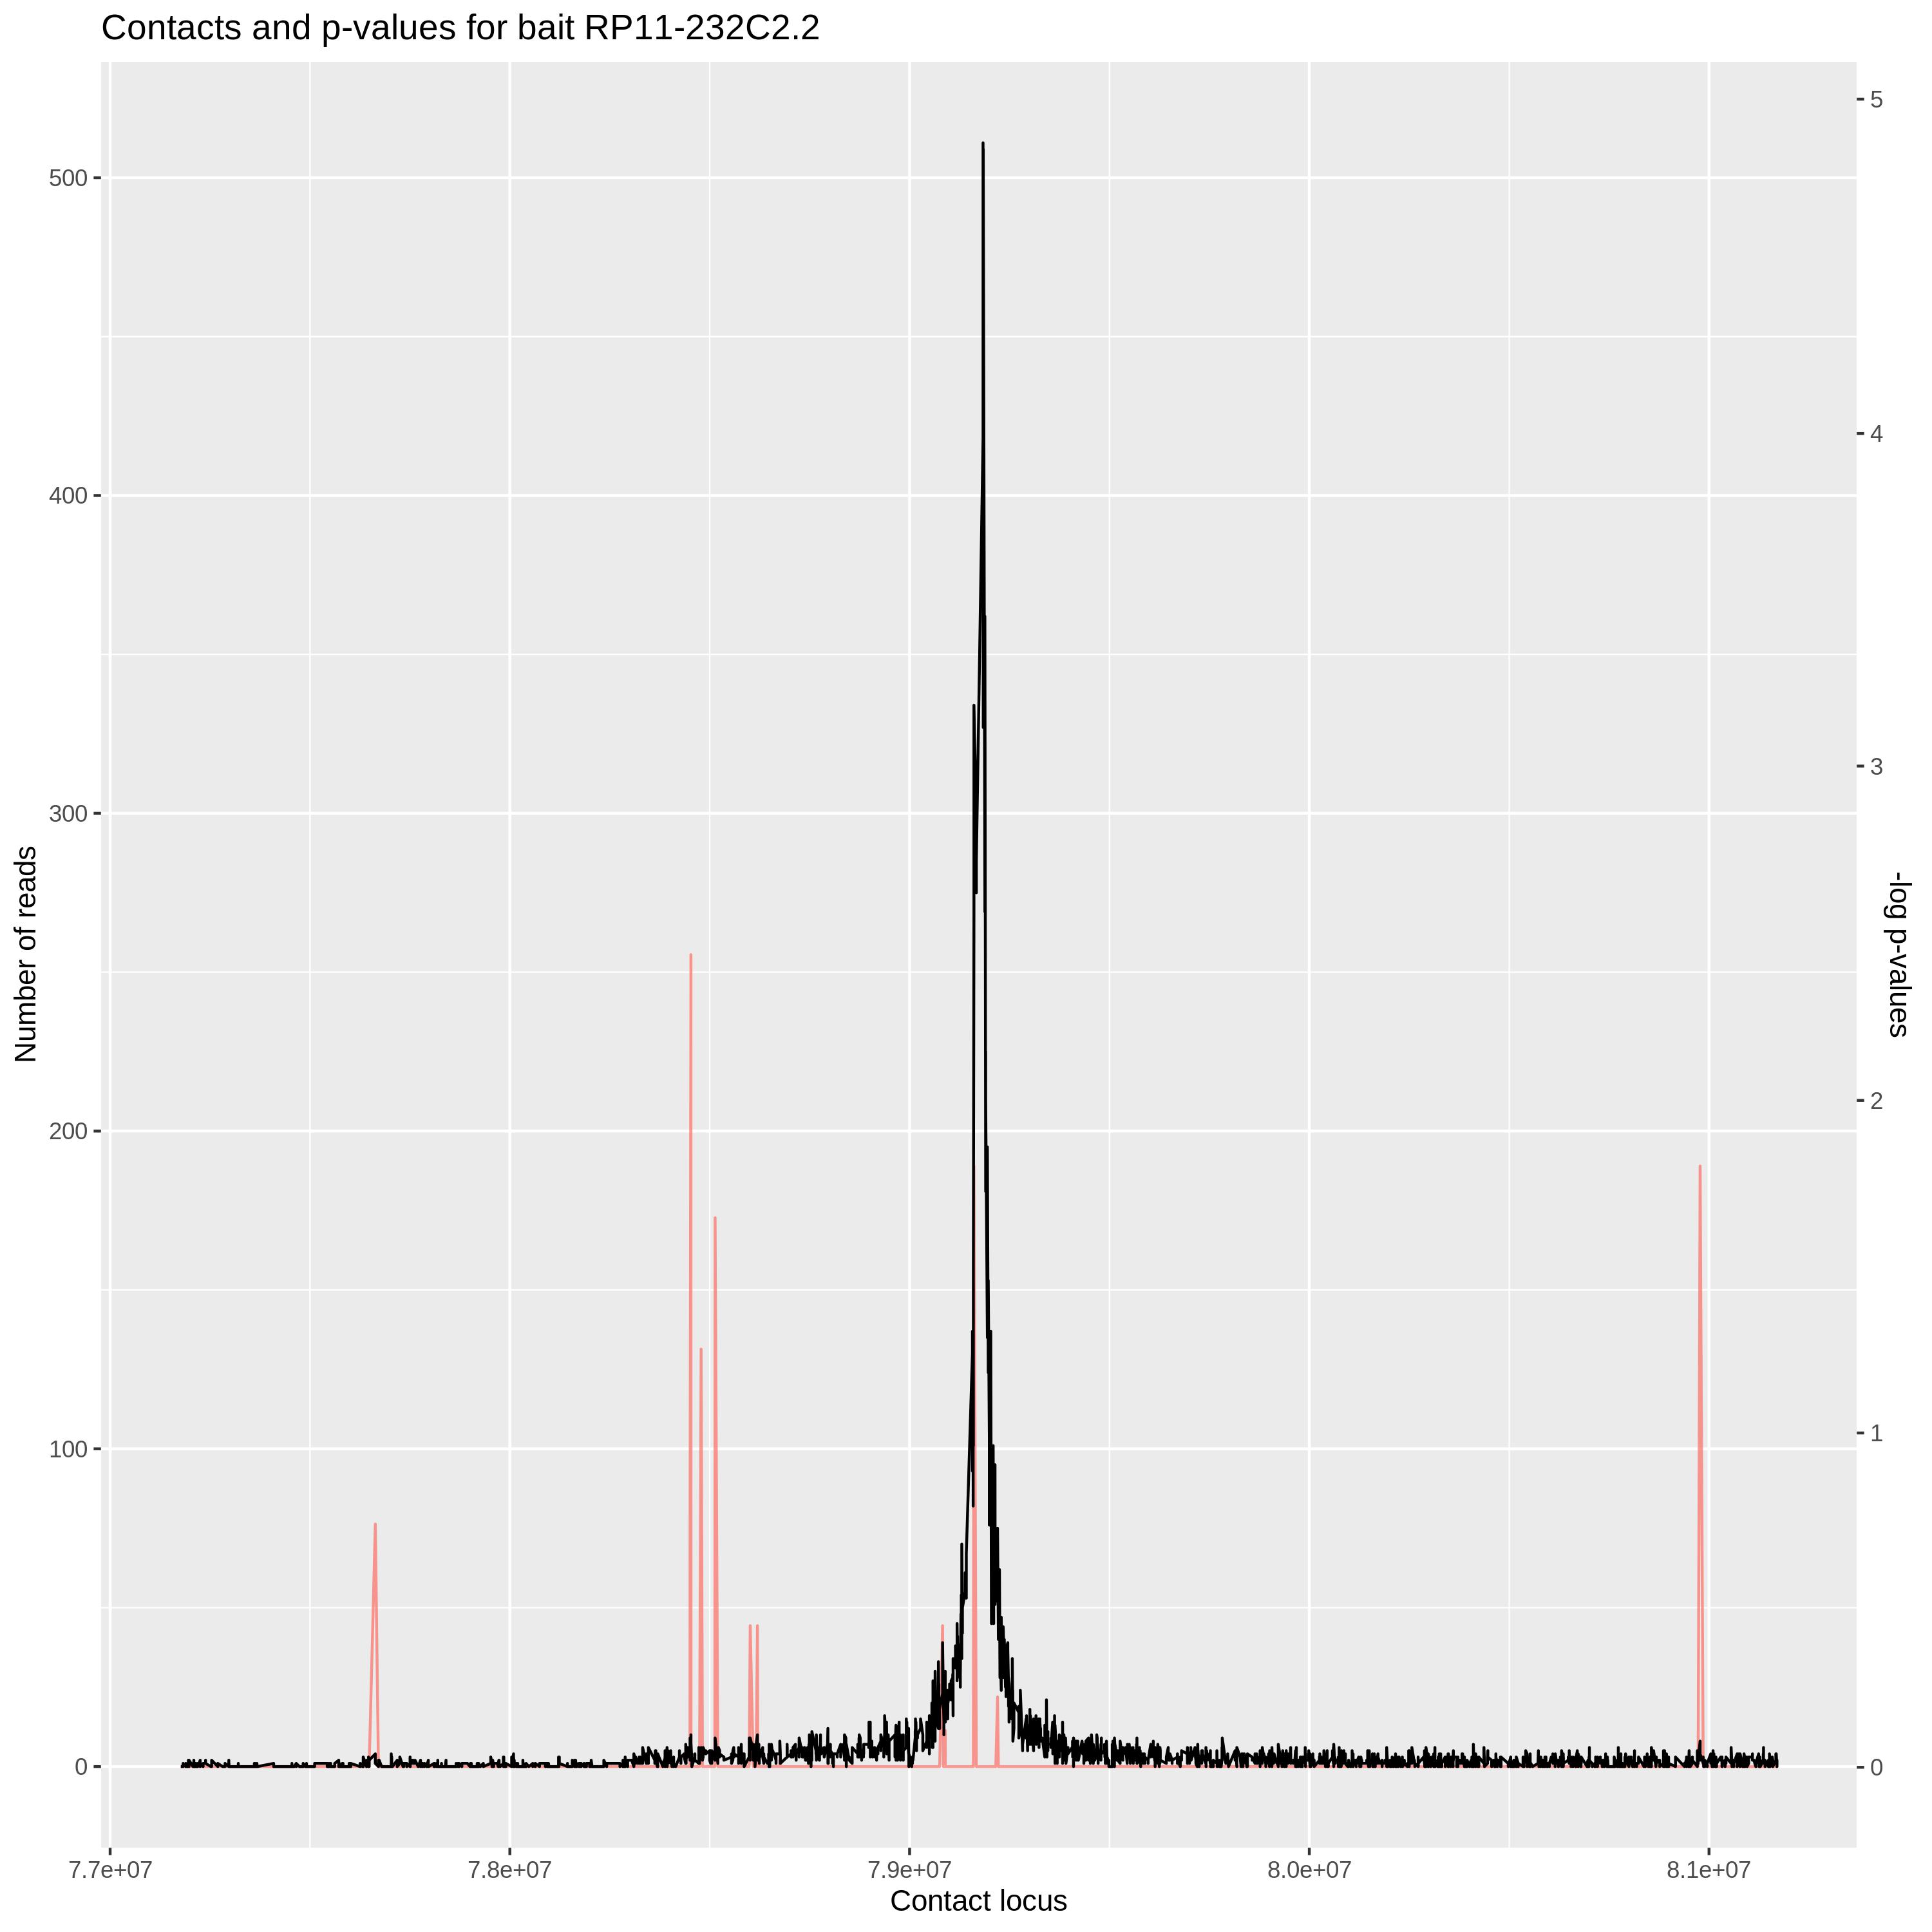 Contacts and p-values for bait RP11-232C2.2
Number of reads
500
400
300
200
100
0
-log p-values
5
4
3
2
1
0
7.7e+07
7.8e+07
7.9e+07
8.0e+07
8.1e+07
Contact locus